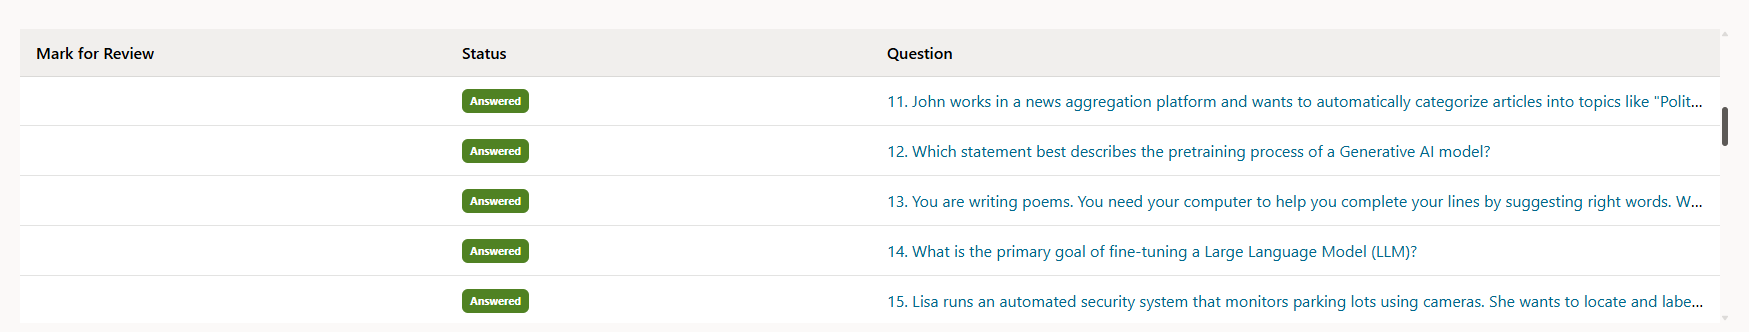 Mark for Review Status Question
Answered 11. John works in a news aggregation platform and wants to automatically categorize articles into topics like "Polit...
Answered 12. Which statement best describes the pretraining process of a Generative AI model?
Answered 13. You are writing poems. You need your computer to help you complete your lines by suggesting right words. W...
Answered 14. What is the primary goal of fine-tuning a Large Language Model (LLM)?
Answered 15. Lisa runs an automated security system that monitors parking lots using cameras. She wants to locate and labe...